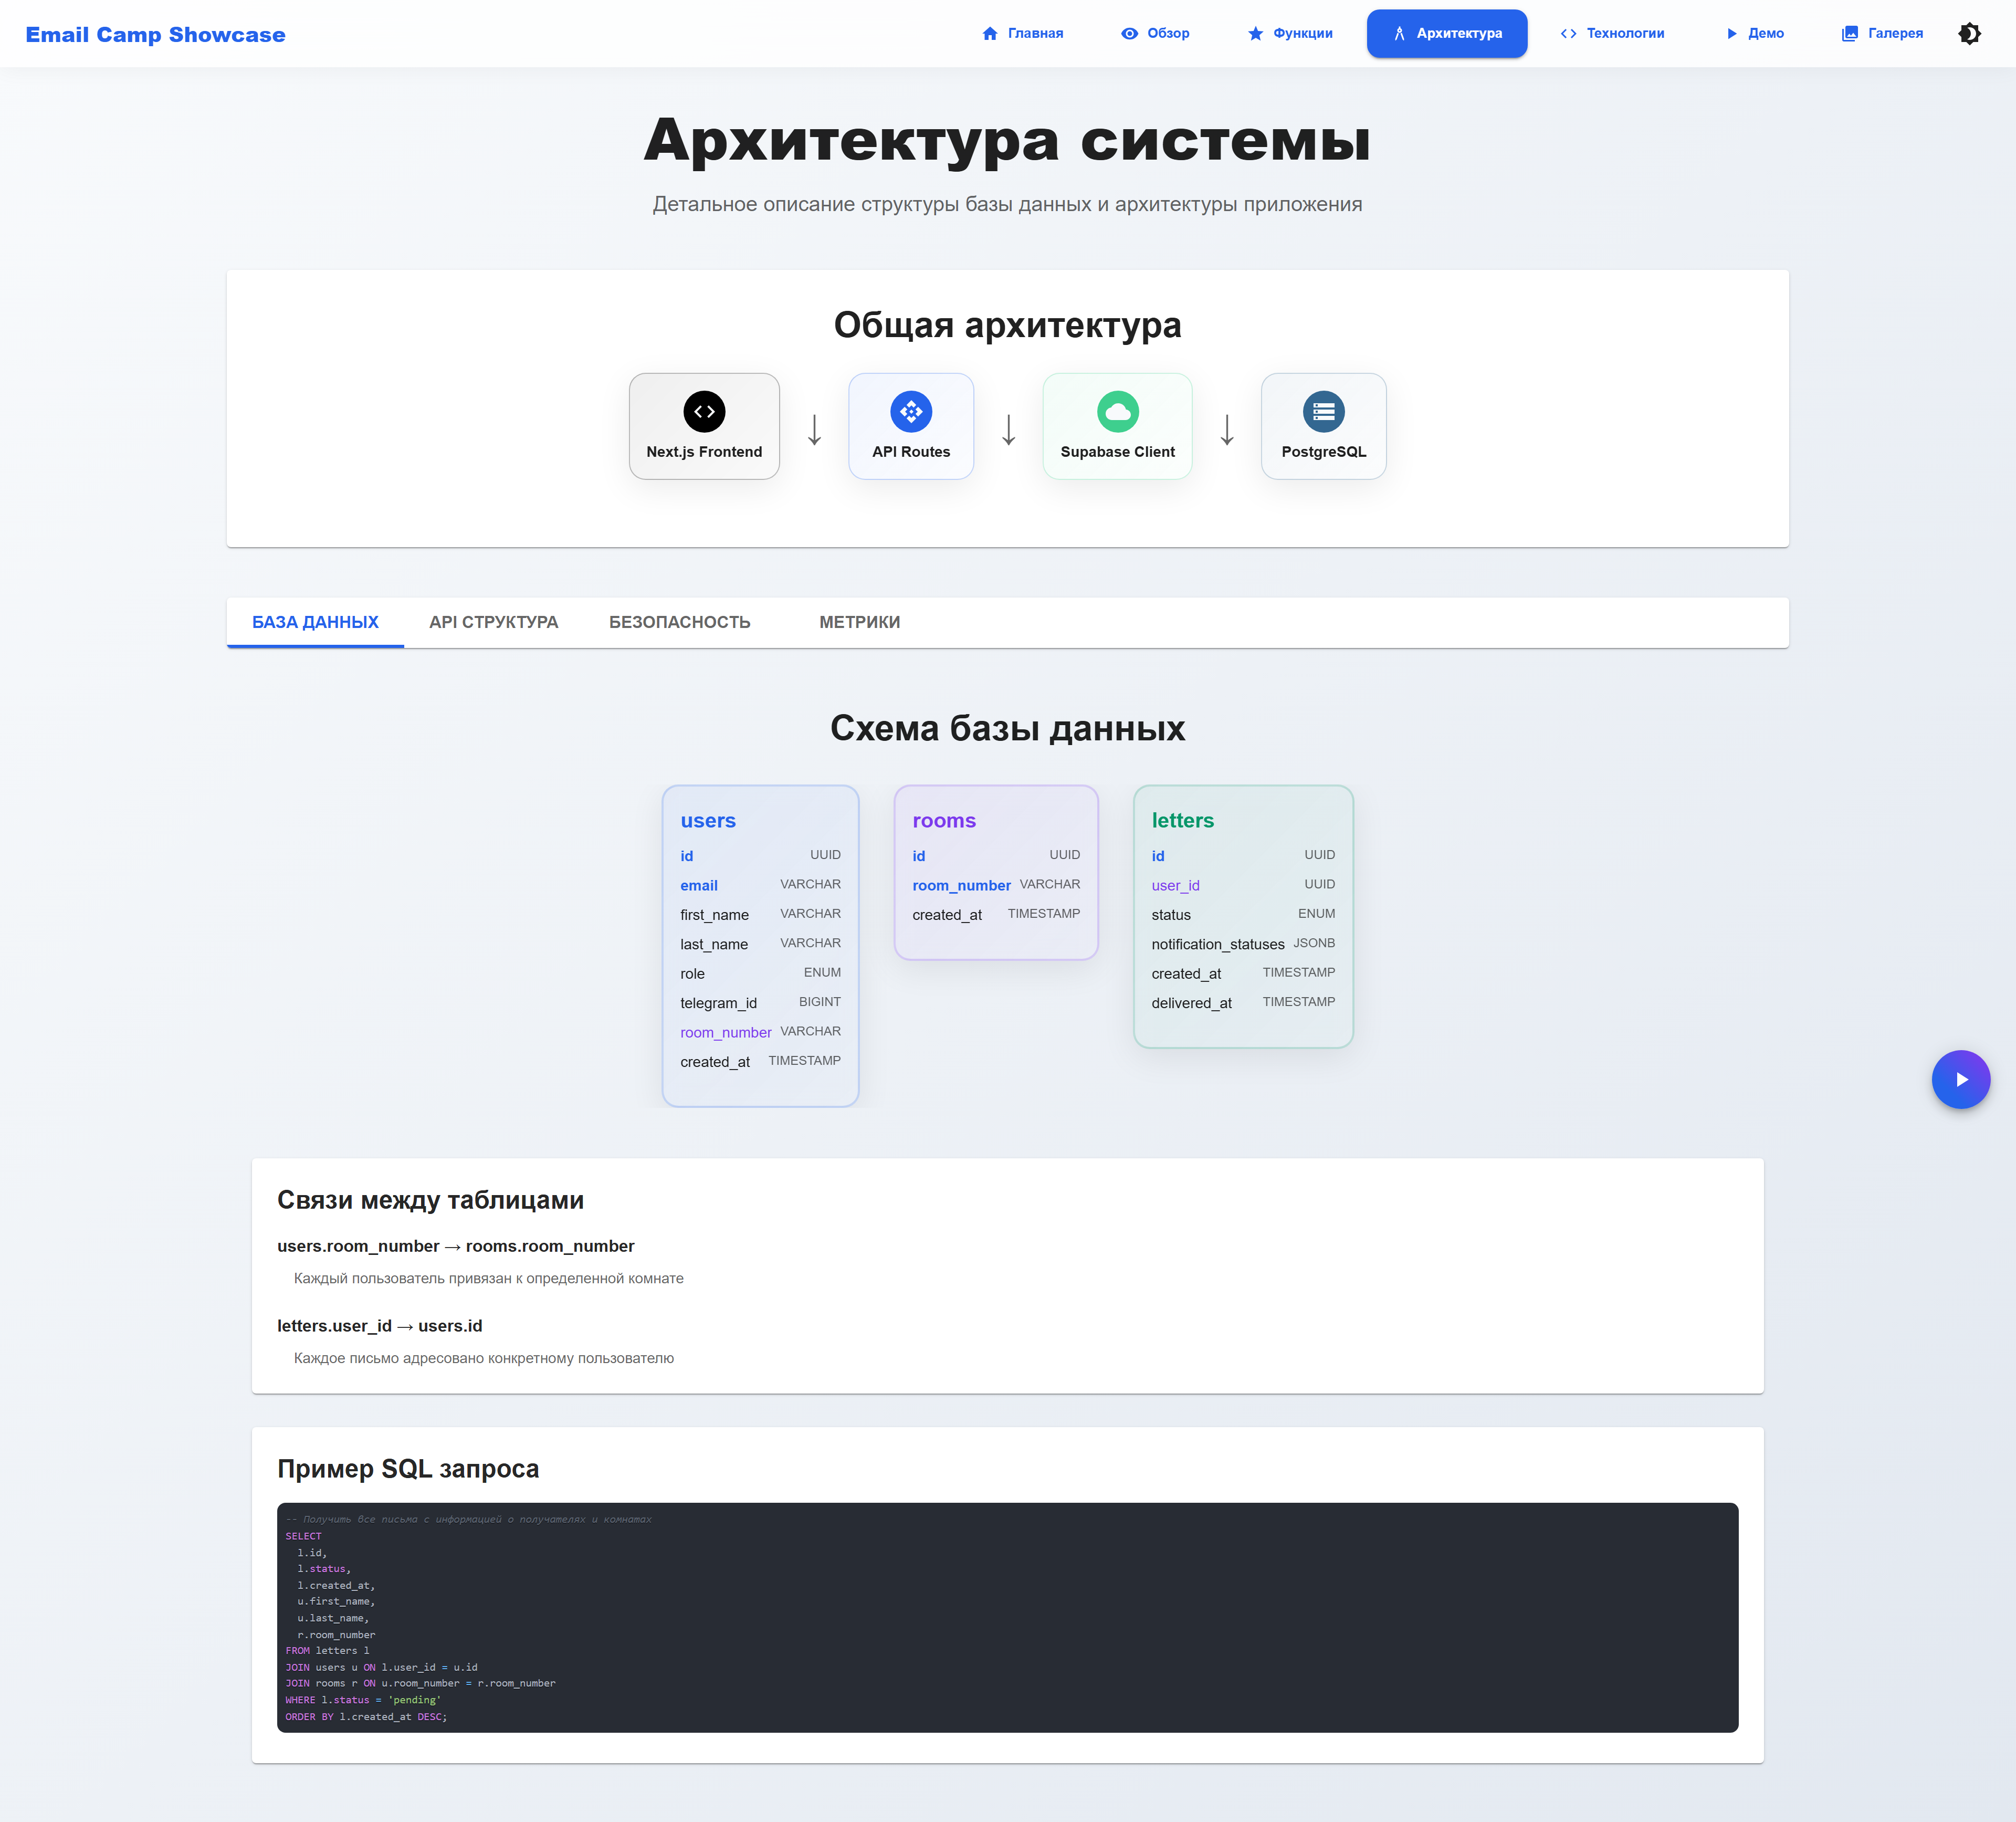 Email Camp Showcase
Главная
Обзор
Функции
Архитектура
Технологии
Демо
Галерея
Архитектура системы
Детальное описание структуры базы данных и архитектуры приложения
Общая архитектура
Next.js Frontend
↓
API Routes
↓
Supabase Client
↓
PostgreSQL
БАЗА ДАННЫХ
API СТРУКТУРА
БЕЗОПАСНОСТЬ
МЕТРИКИ
Схема базы данных
users
id UUID
email VARCHAR
first_name VARCHAR
last_name VARCHAR
role ENUM
telegram_id BIGINT
room_number VARCHAR
created_at TIMESTAMP
rooms
id UUID
room_number VARCHAR
created_at TIMESTAMP
letters
id UUID
user_id UUID
status ENUM
notification_statuses JSONB
created_at TIMESTAMP
delivered_at TIMESTAMP
Связи между таблицами
users.room_number → rooms.room_number
Каждый пользователь привязан к определенной комнате
letters.user_id → users.id
Каждое письмо адресовано конкретному пользователю
Пример SQL запроса
-- Получить все письма с информацией о получателях и комнатах
SELECT
l.id,
l.status,
l.created_at,
u.first_name,
u.last_name,
r.room_number
FROM letters l
JOIN users u ON l.user_id = u.id
JOIN rooms r ON u.room_number = r.room_number
WHERE l.status = 'pending'
ORDER BY l.created_at DESC;